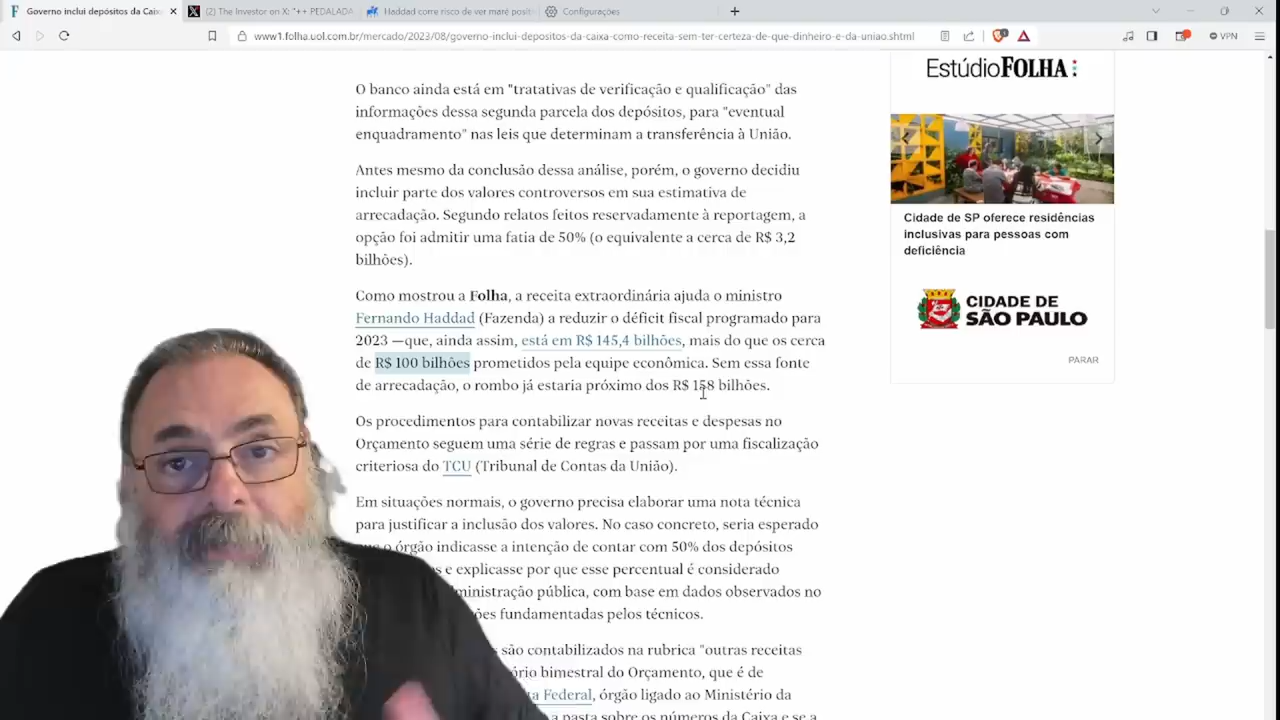 Governo inclui depósitos da Caix
(2) The Investor on X: "++ PEDALADA
Haddad corre risco de ver maré posit
Configurações
www1.folha.uol.com.br/mercado/2023/08/governo-inclui-depositos-da-caixa-como-receita-sem-ter-certeza-de-que-dinheiro-e-da-uniao.shtml
VPN
O banco ainda está em "tratativas de verificação e qualificação" das
informações dessa segunda parcela dos depósitos, para "eventual
enquadramento" nas leis que determinam a transferência à União.
Antes mesmo da conclusão dessa análise, porém, o governo decidiu
incluir parte dos valores controversos em sua estimativa de
arrecadação. Segundo relatos feitos reservadamente à reportagem, a
opção foi admitir uma fatia de 50% (o equivalente a cerca de R$ 3,2
bilhões).
Como mostrou a Folha, a receita extraordinária ajuda o ministro
Fernando Haddad (Fazenda) a reduzir o déficit fiscal programado para
2023 —que, ainda assim, está em R$ 145,4 bilhões, mais do que os cerca
de R$ 100 bilhões prometidos pela equipe econômica. Sem essa fonte
de arrecadação, o rombo já estaria próximo dos R$ 158 bilhões.
Os procedimentos para contabilizar novas receitas e despesas no
Orçamento seguem uma série de regras e passam por uma fiscalização
criteriosa do TCU (Tribunal de Contas da União).
Em situações normais, o governo precisa elaborar uma nota técnica
para justificar a inclusão dos valores. No caso concreto, seria esperado
o órgão indicasse a intenção de contar com 50% dos depósitos
e explicasse por que esse percentual é considerado
ministração pública, com base em dados observados no
ões fundamentadas pelos técnicos.
s são contabilizados na rubrica "outras receitas
ório bimestral do Orçamento, que é de
a Federal, órgão ligado ao Ministério da
a pasta sobre os números da Caixa e se a
Estúdio FOLHA
Cidade de SP oferece residências
inclusivas para pessoas com
deficiência
CIDADE DE
SÃO PAULO
PARAR